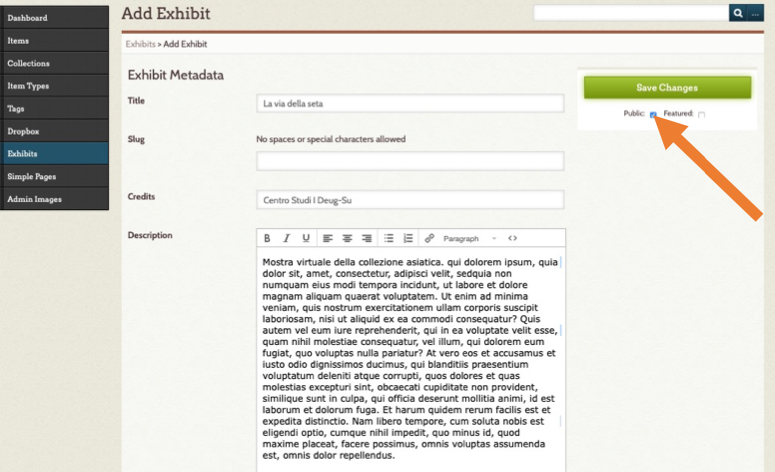 Dashboard
Items
Collections
Item Types
Tags
Dropbox
Exhibits
Simple Pages
Admin Images
Add Exhibit
...
Exhibits > Add Exhibit
Exhibit Metadata
Title
La via della seta
Slug
No spaces or special characters allowed
Credits
Centro Studi I Deug-Su
Description
B I U Paragraph <>
Mostra virtuale della collezione asiatica. qui dolorem ipsum, quia
dolor sit, amet, consectetur, adipisci velit, sedquia non
numquam eius modi tempora incidunt, ut labore et dolore
magnam aliquam quaerat voluptatem. Ut enim ad minima
veniam, quis nostrum exercitationem ullam corporis suscipit
laboriosam, nisi ut aliquid ex ea commodi consequatur? Quis
autem vel eum iure reprehenderit, qui in ea voluptate velit esse,
quam nihil molestiae consequatur, vel illum, qui dolorem eum
fugiat, quo voluptas nulla pariatur? At vero eos et accusamus et
iusto odio dignissimos ducimus, qui blanditiis praesentium
voluptatum deleniti atque corrupti, quos dolores et quas
molestias excepturi sint, obcaecati cupiditate non provident,
similique sunt in culpa, qui officia deserunt mollitia animi, id est
laborum et dolorum fuga. Et harum quidem rerum facilis est et
expedita distinctio. Nam libero tempore, cum soluta nobis est
eligendi optio, cumque nihil impedit, quo minus id, quod
maxime placeat, facere possimus, omnis voluptas assumenda
est, omnis dolor repellendus.
Save Changes
Public: Featured: